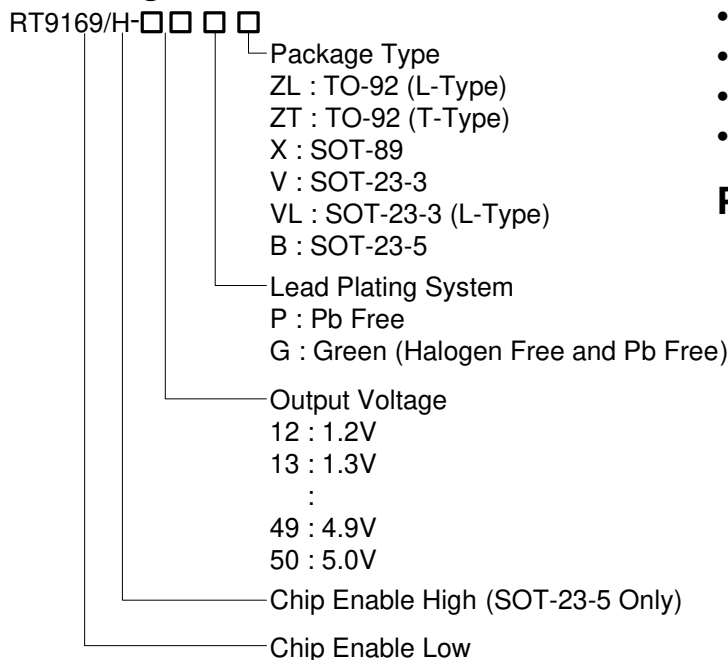 RT9169/H-□□ □ □
Package Type
ZL : TO-92 (L-Type)
ZT : TO-92 (T-Type)
X : SOT-89
V : SOT-23-3
VL : SOT-23-3 (L-Type)
B : SOT-23-5
Lead Plating System
P : Pb Free
G : Green (Halogen Free and Pb Free)
Output Voltage
12 : 1.2V
13 : 1.3V
:
49 : 4.9V
50 : 5.0V
Chip Enable High (SOT-23-5 Only)
Chip Enable Low